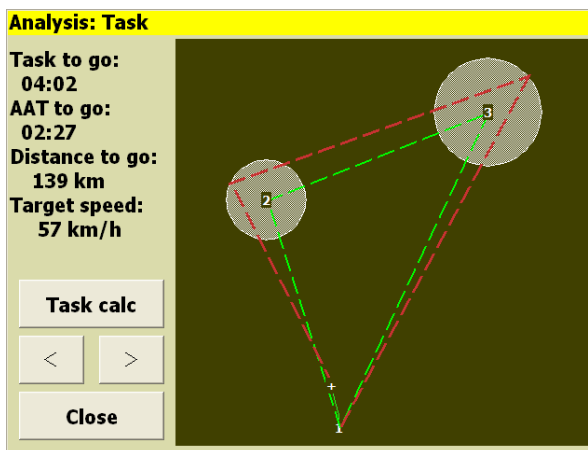 Analysis: Task
Task to go:
04:02
AAT to go:
02:27
Distance to go:
139 km
Target speed:
57 km/h
Task calc
< >
Close
3
2
+
1